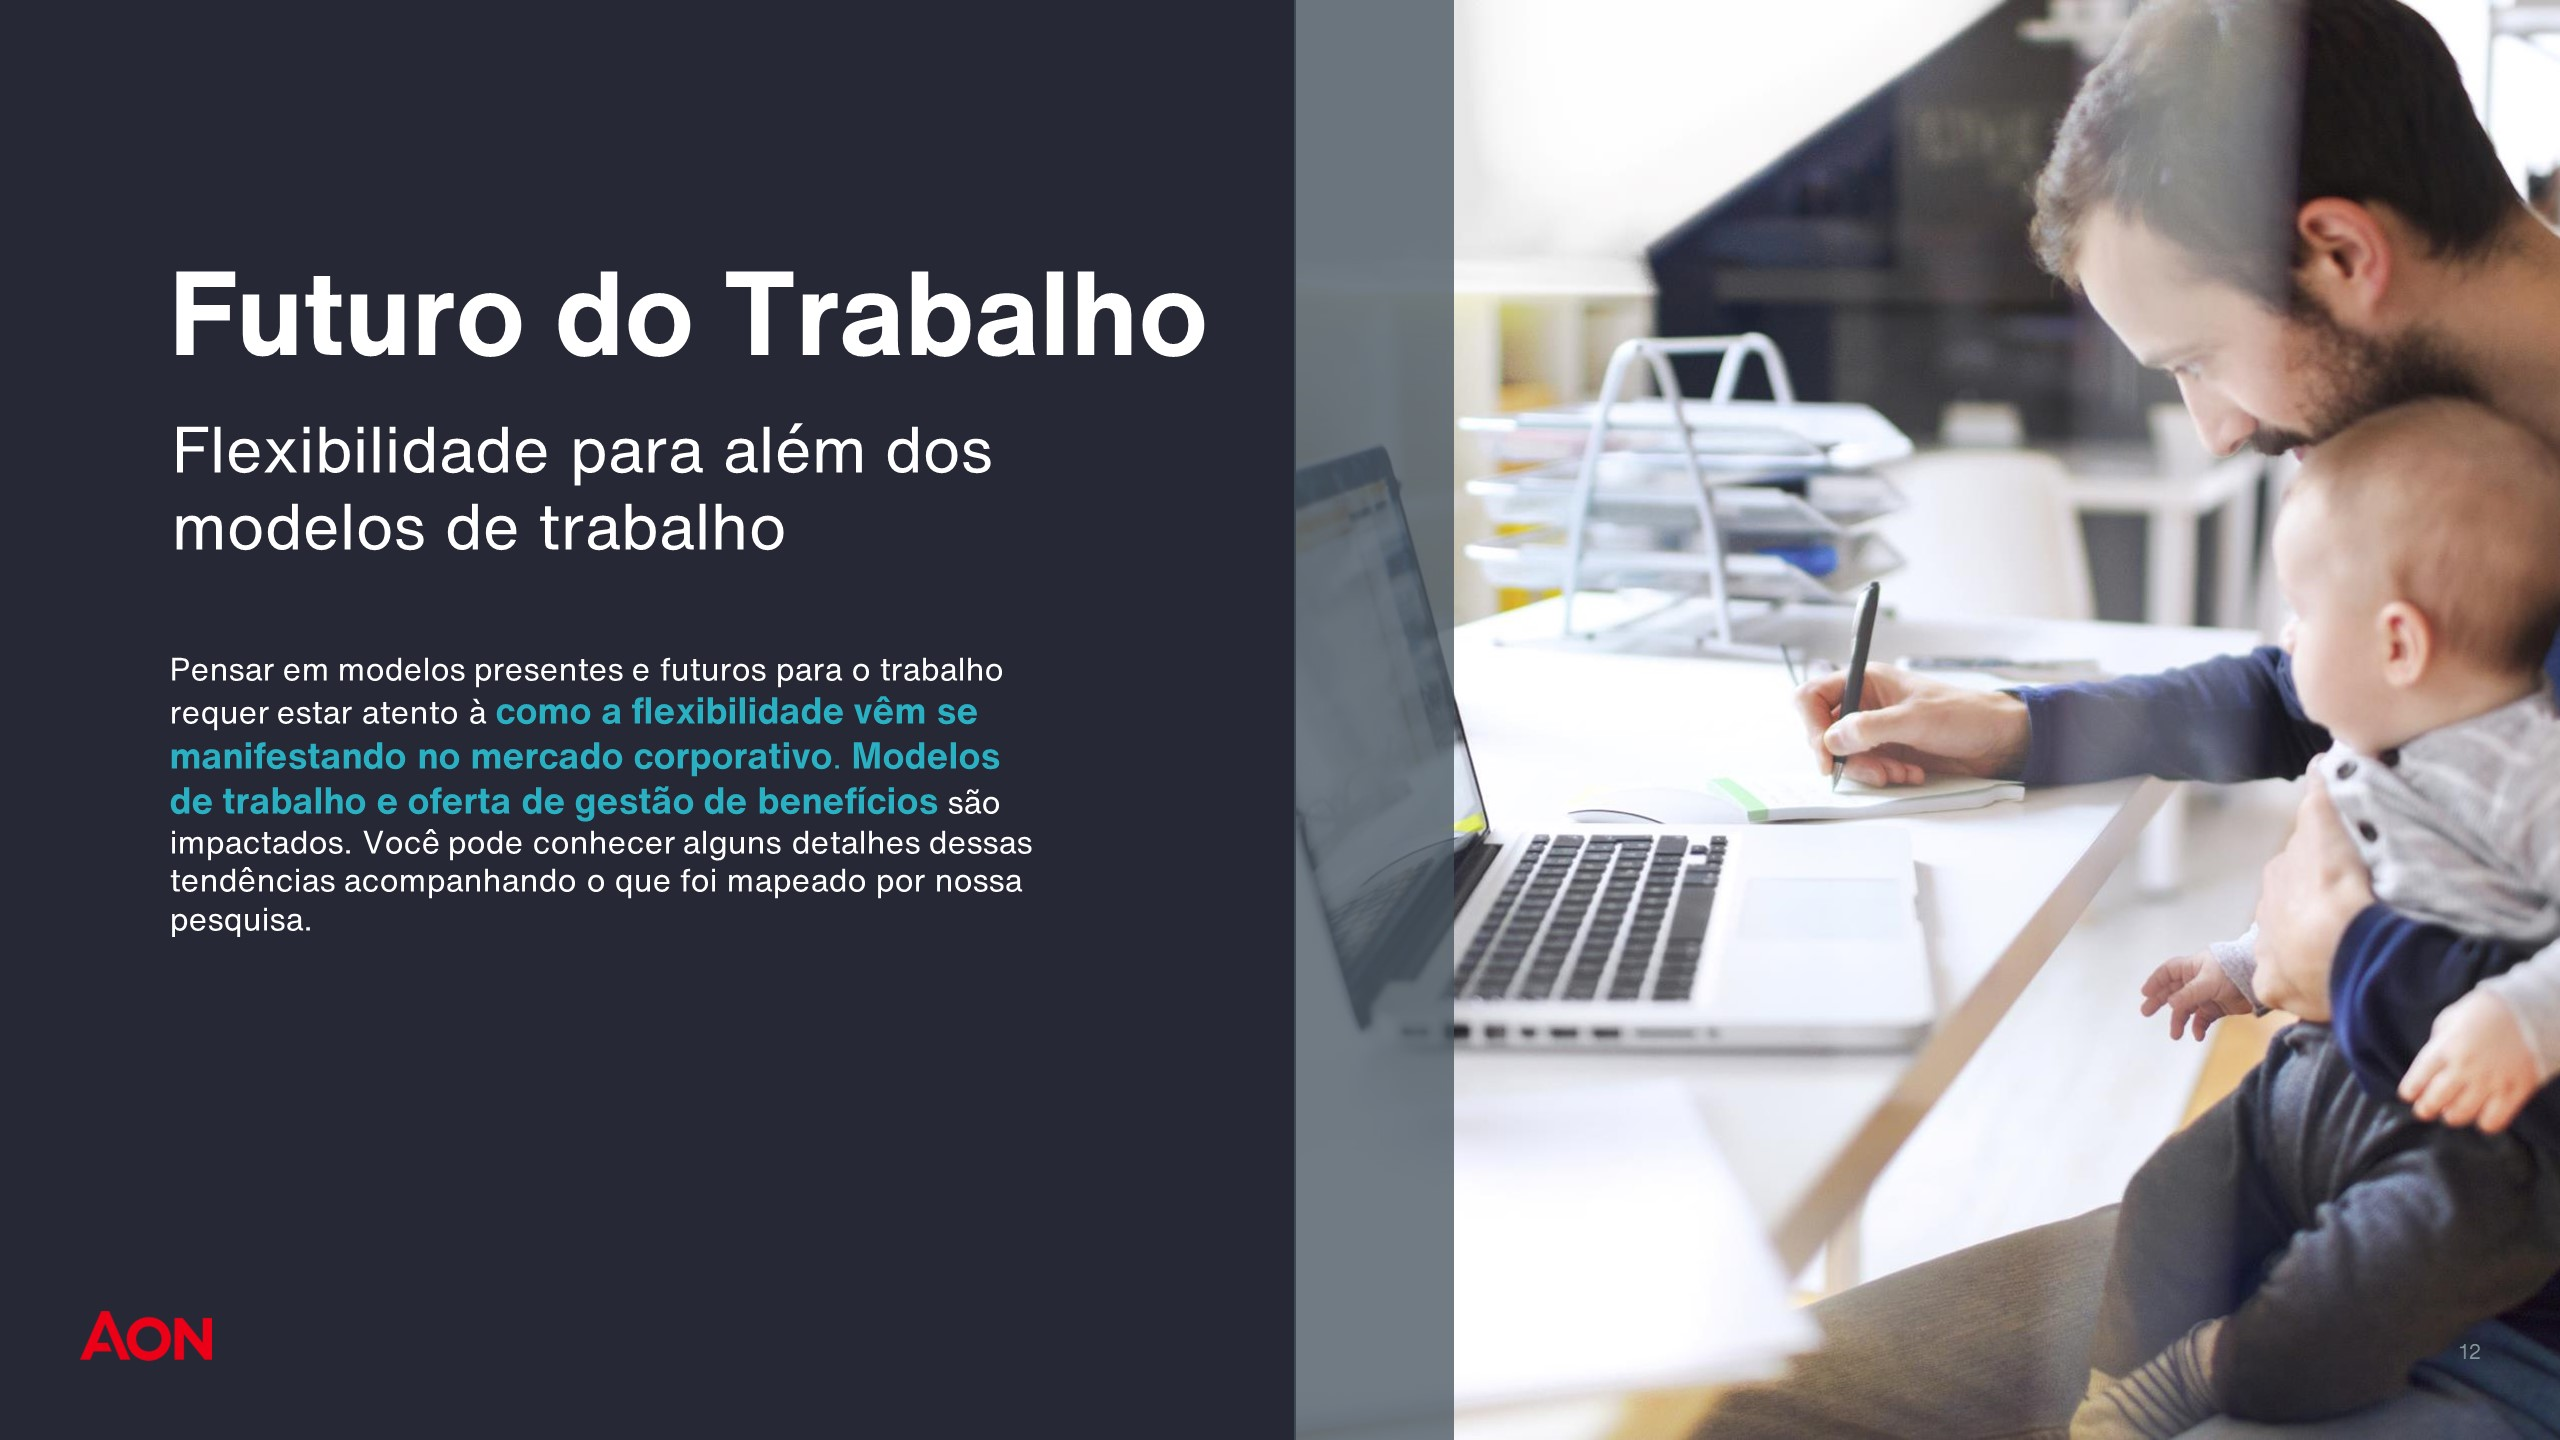 Futuro do Trabalho
Flexibilidade para além dos
modelos de trabalho
Pensar em modelos presentes e futuros para o trabalho
requer estar atento à como a flexibilidade vêm se
manifestando no mercado corporativo. Modelos
de trabalho e oferta de gestão de benefícios são
impactados. Você pode conhecer alguns detalhes dessas
tendências acompanhando o que foi mapeado por nossa
pesquisa.
AON
12